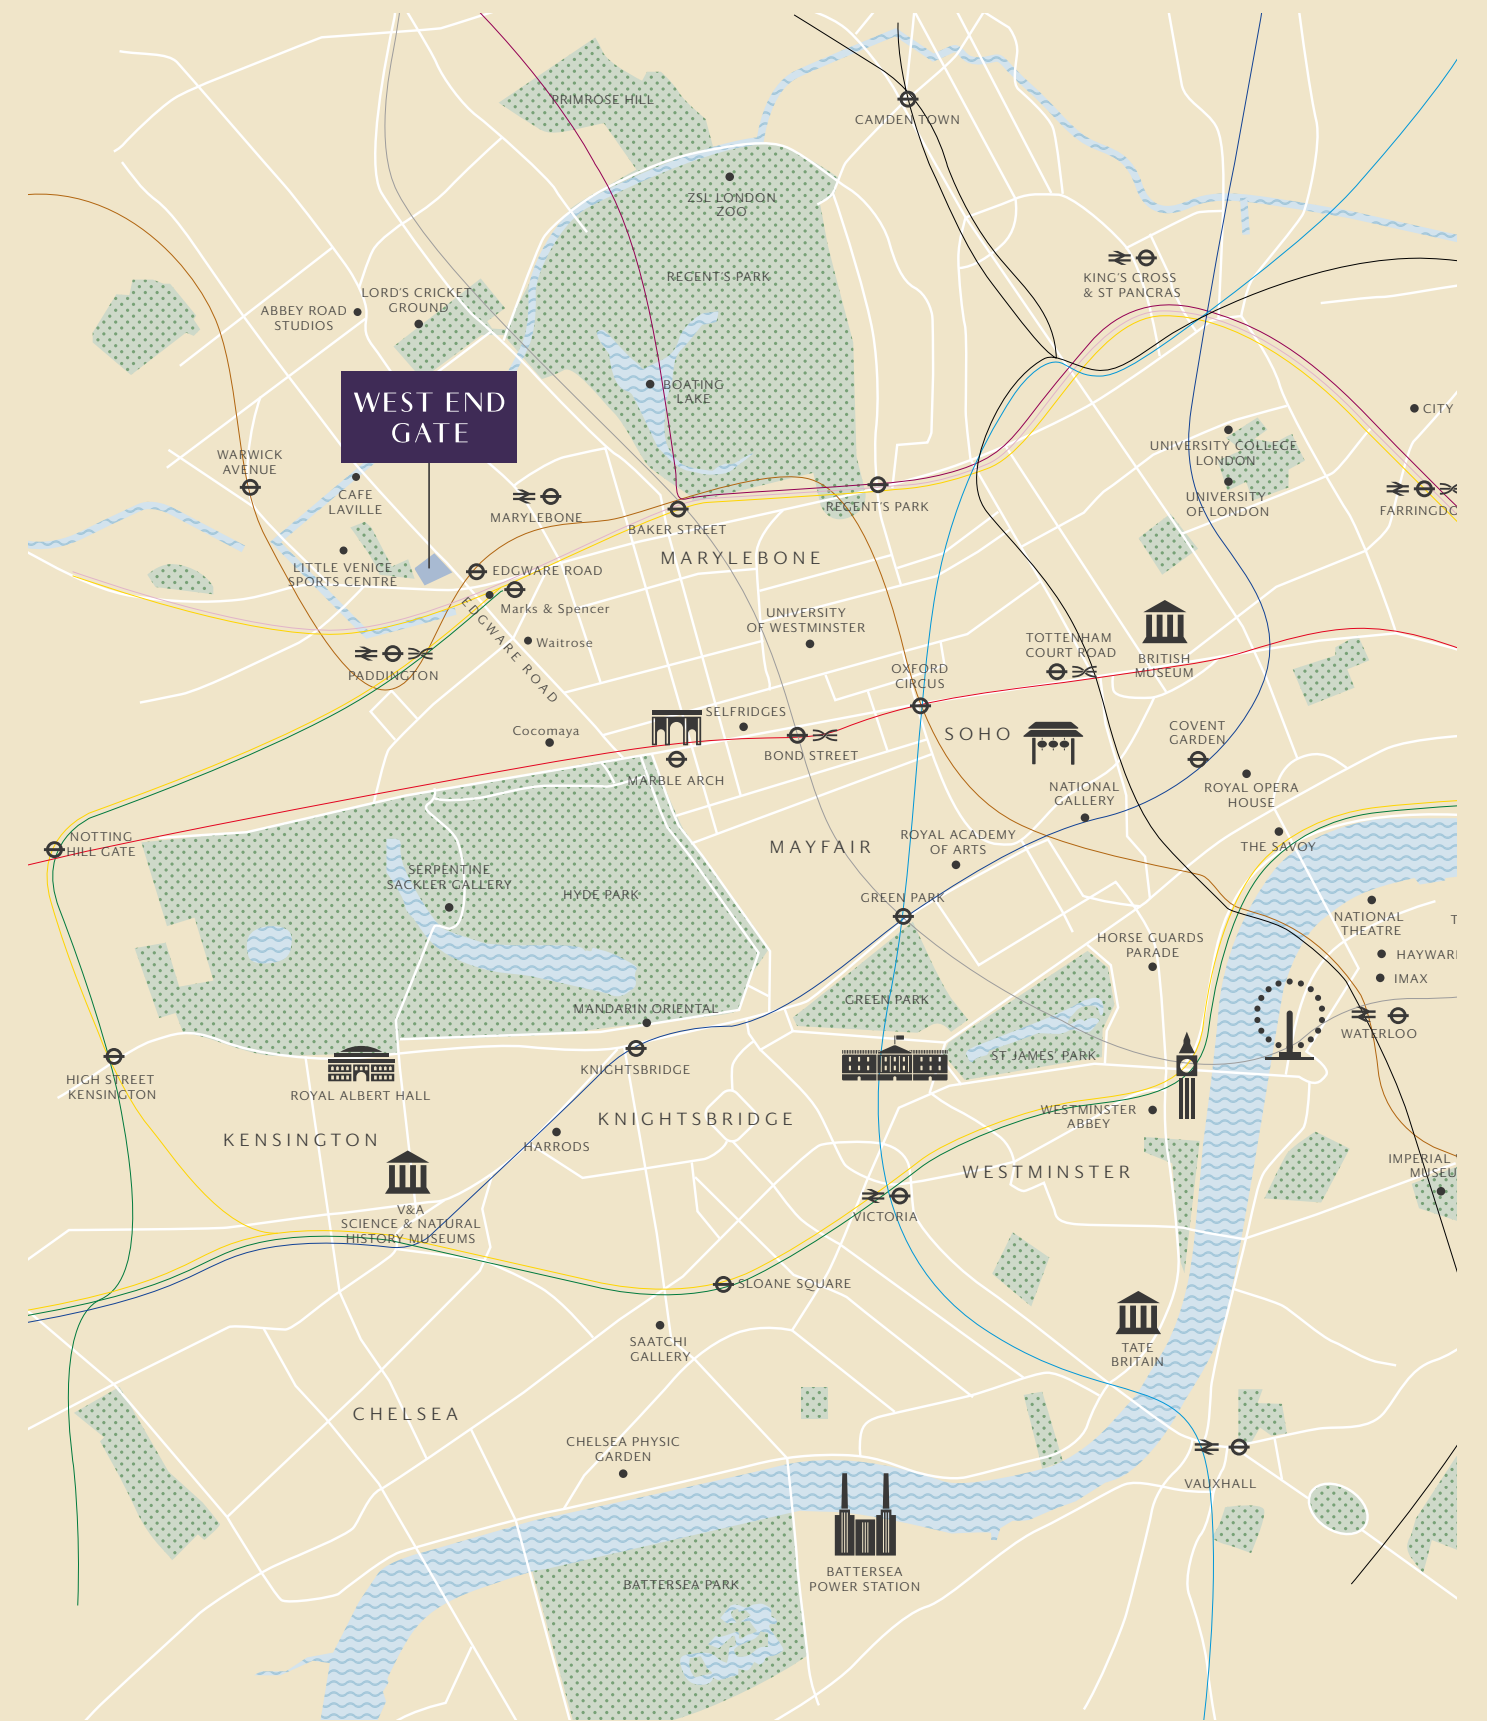 PRIMROSE HILL
CAMDEN TOWN
ZSL LONDON
ZOO
REGENT'S PARK
KING'S CROSS
& ST PANCRAS
LORD'S CRICKET
GROUND
ABBEY ROAD
STUDIOS
BOATING
LAKE
WEST END
GATE
CITY
UNIVERSITY COLLEGE
LONDON
WARWICK
AVENUE
CAFE
LAVILLE
MARYLEBONE
UNIVERSITY
OF LONDON
REGENT'S PARK
FARRINGDO
BAKER STREET
MARYLEBONE
LITTLE VENICE
SPORTS CENTRE
EDGWARE ROAD
Marks & Spencer
EDGWARE ROAD
Waitrose
UNIVERSITY
OF WESTMINSTER
TOTTENHAM
COURT ROAD
BRITISH
MUSEUM
PADDINGTON
OXFORD
CIRCUS
SELFRIDGES
Cocomaya
SOHO
COVENT
GARDEN
BOND STREET
MARBLE ARCH
NATIONAL
GALLERY
ROYAL OPERA
HOUSE
NOTTING
HILL GATE
MAYFAIR
ROYAL ACADEMY
OF ARTS
THE SAVOY
SERPENTINE
SACKLER GALLERY
HYDE PARK
GREEN PARK
NATIONAL
THEATRE
T
HORSE GUARDS
PARADE
HAYWAR
IMAX
MANDARIN ORIENTAL
GREEN PARK
WATERLOO
ST JAMES' PARK
KNIGHTSBRIDGE
HIGH STREET
KENSINGTON
ROYAL ALBERT HALL
KNIGHTSBRIDGE
WESTMINSTER
ABBEY
KENSINGTON
HARRODS
WESTMINSTER
IMPERIAL
MUSEU
V&A
SCIENCE & NATURAL
HISTORY MUSEUMS
VICTORIA
SLOANE SQUARE
SAATCHI
GALLERY
TATE
BRITAIN
CHELSEA
CHELSEA PHYSIC
GARDEN
VAUXHALL
BATTERSEA PARK
BATTERSEA
POWER STATION